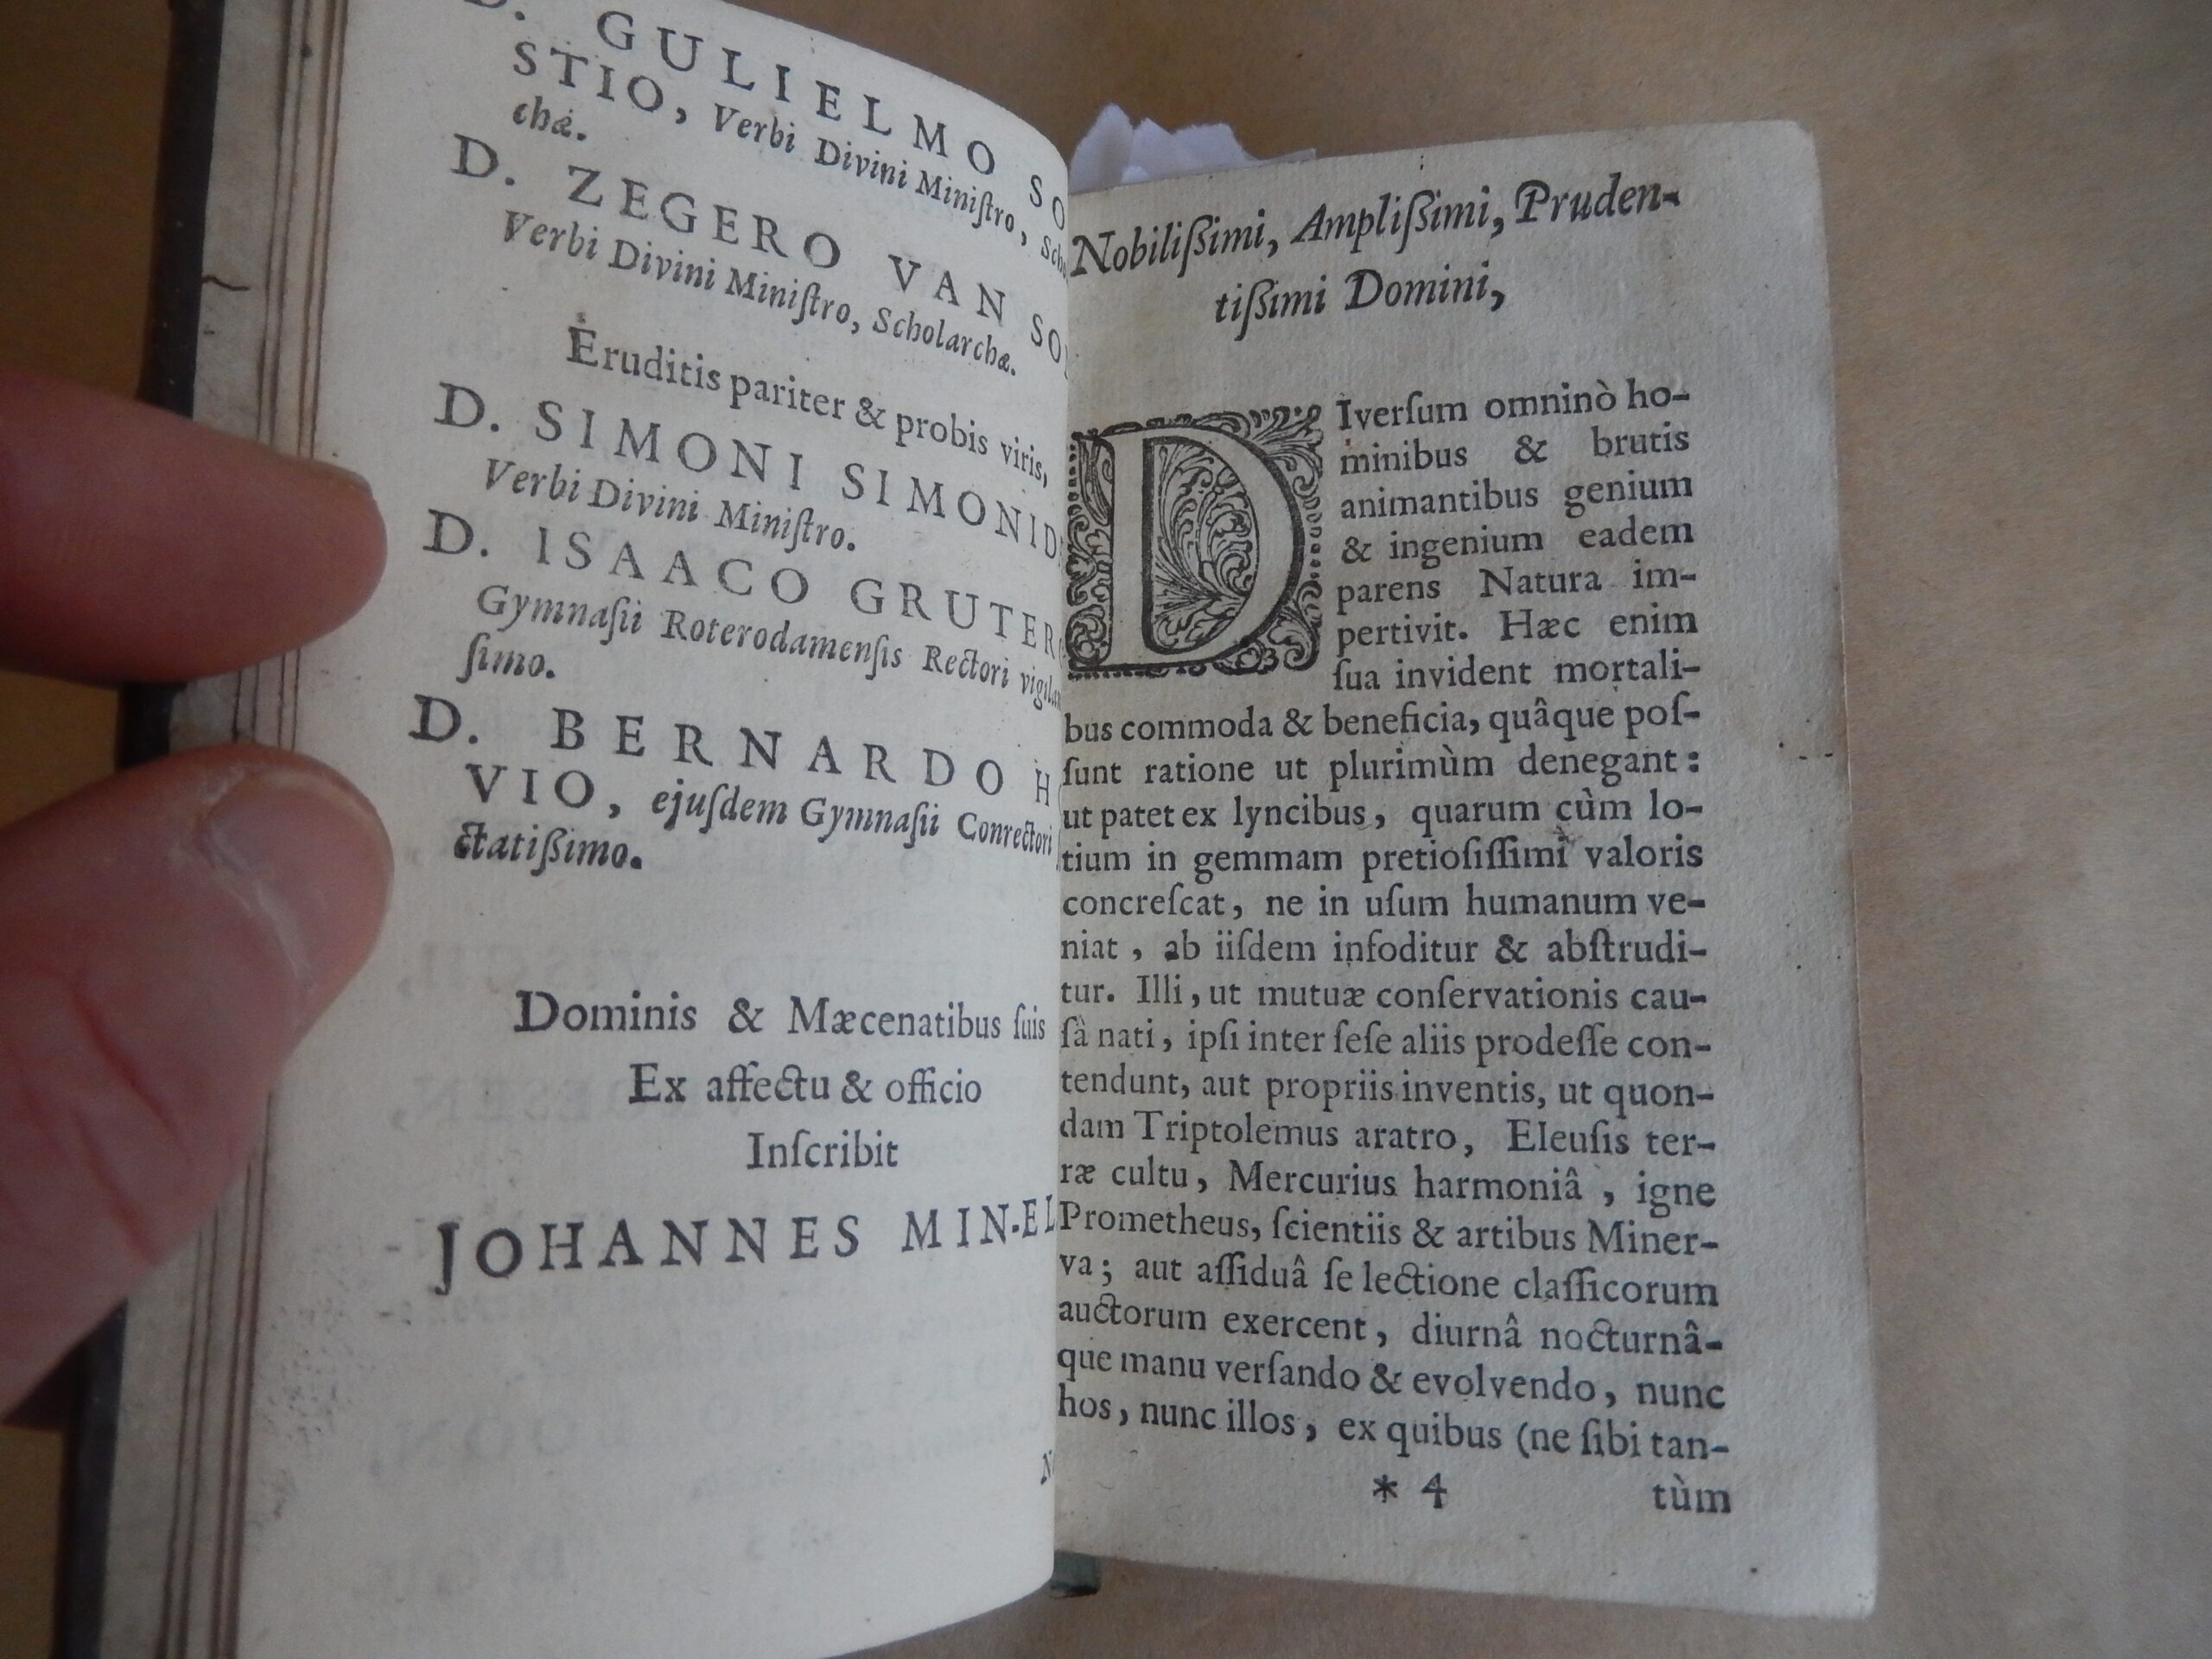 D. GULIELMO SO
STIO, Verbi Divini Miniſtro, Sch
chæ.
D. ZEGERO VAN SO
Verbi Divini Miniſtro, Scholarchæ.
Eruditis pariter & probis viris,
D. SIMONI SIMONID
Verbi Divini Miniſtro.
D. ISAACO GRUTER
Gymnaſii Roterodamenſis Rectori vigilan
ſimo.
D. BERNARDO H
VIO, ejuſdem Gymnaſii Conrectori
ctatißimo.
Dominis & Mæcenatibus ſuis
Ex affectu & officio
Inſcribit
JOHANNES MIN-EL
Nobilißimi, Amplißimi, Pruden-
tißimi Domini,
DIverſum omninò ho-
minibus & brutis
animantibus genium
& ingenium eadem
parens Natura im-
pertivit. Hæc enim
ſua invident mortali-
bus commoda & beneficia, quâque poſ-
ſunt ratione ut plurimùm denegant:
ut patet ex lyncibus, quarum cùm lo-
tium in gemmam pretioſiſſimi valoris
concreſcat, ne in uſum humanum ve-
niat, ab iiſdem infoditur & abſtrudi-
tur. Illi, ut mutuæ conſervationis cau-
ſâ nati, ipſi inter ſeſe aliis prodeſſe con-
tendunt, aut propriis inventis, ut quon-
dam Triptolemus aratro, Eleuſis ter-
ræ cultu, Mercurius harmoniâ, igne
Prometheus, ſcientiis & artibus Miner-
va; aut aſſiduâ ſe lectione claſſicorum
auctorum exercent, diurnâ nocturnâ-
que manu verſando & evolvendo, nunc
hos, nunc illos, ex quibus (ne ſibi tan-
* 4 tùm